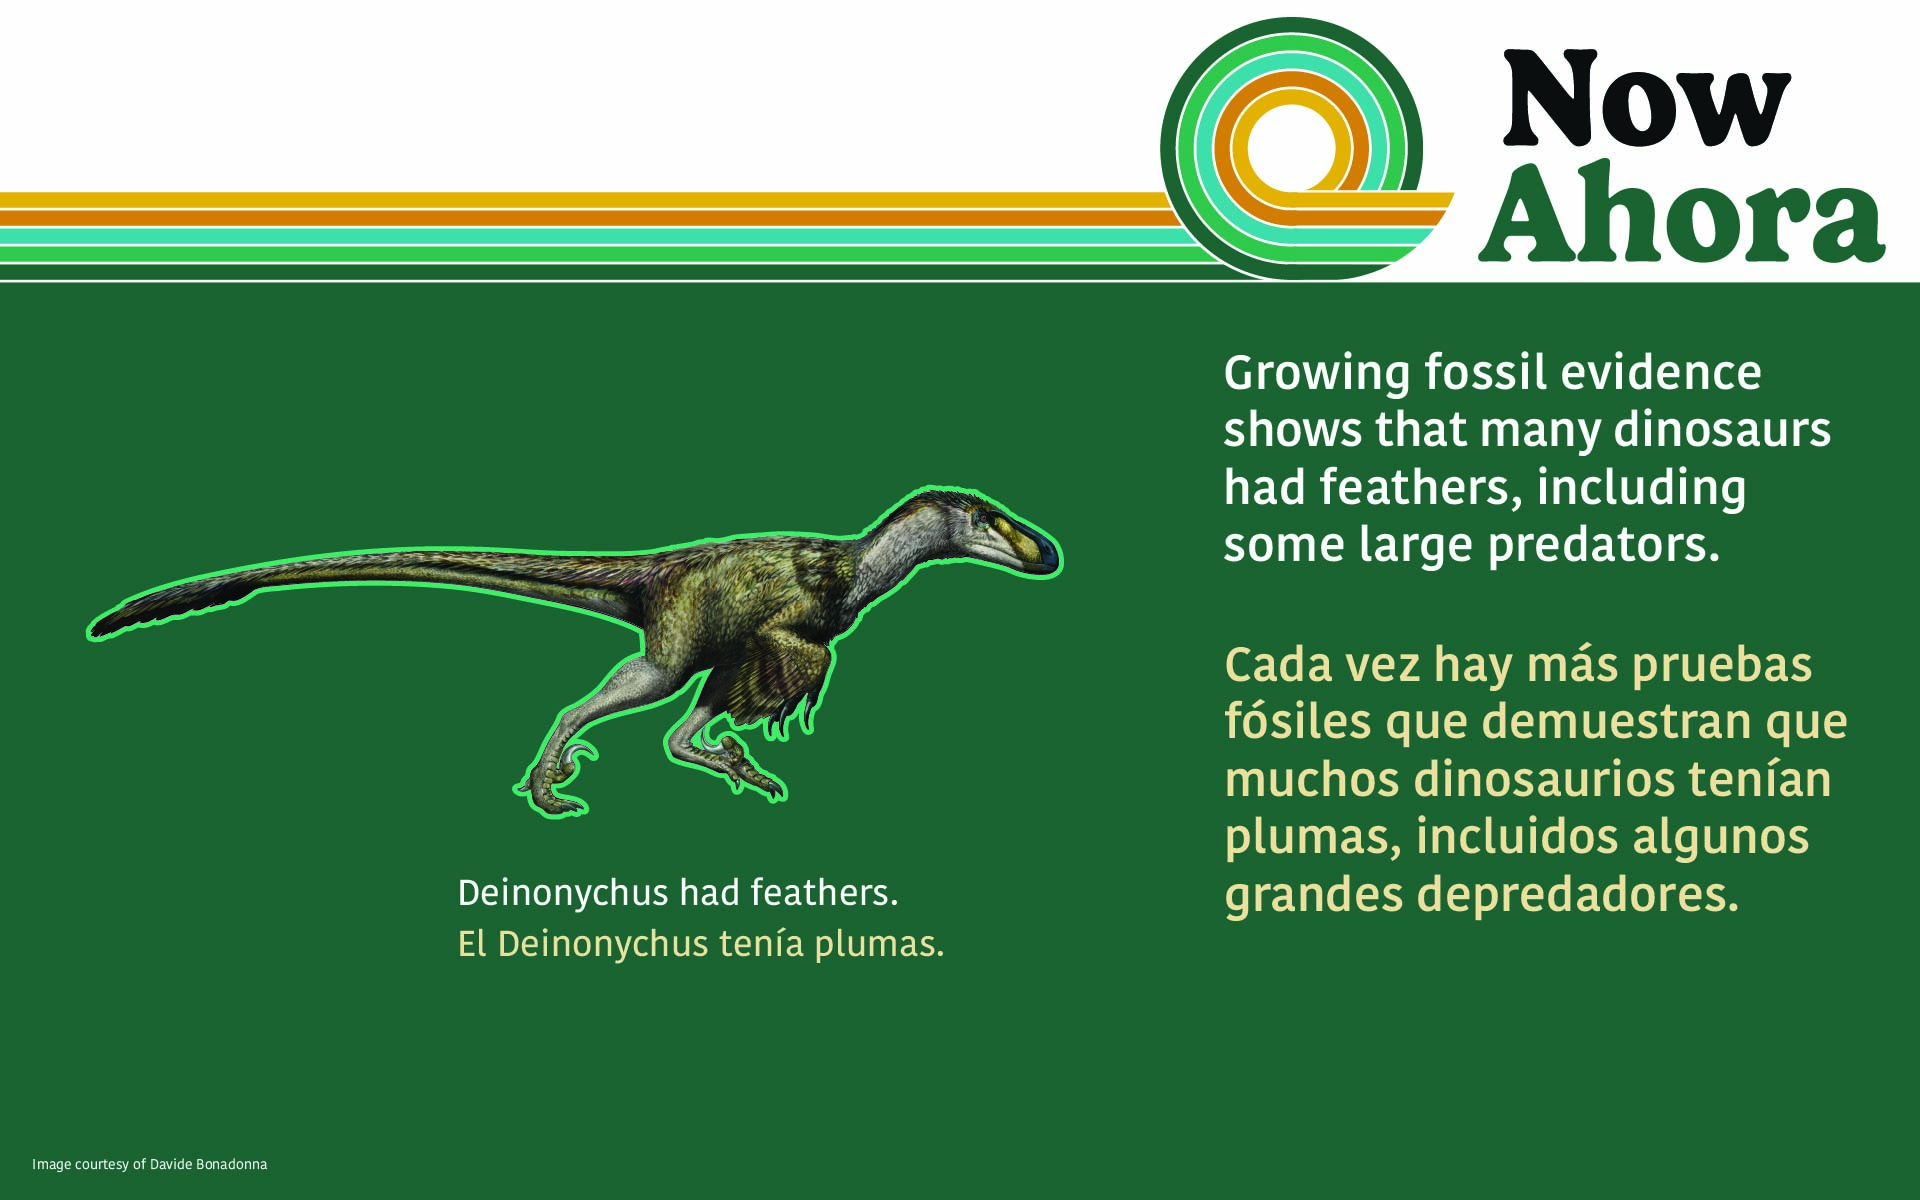 Now
Ahora
Growing fossil evidence
shows that many dinosaurs
had feathers, including
some large predators.
Cada vez hay más pruebas
fósiles que demuestran que
muchos dinosaurios tenían
plumas, incluidos algunos
grandes depredadores.
Deinonychus had feathers.
El Deinonychus tenía plumas.
Image courtesy of Davide Bonadonna